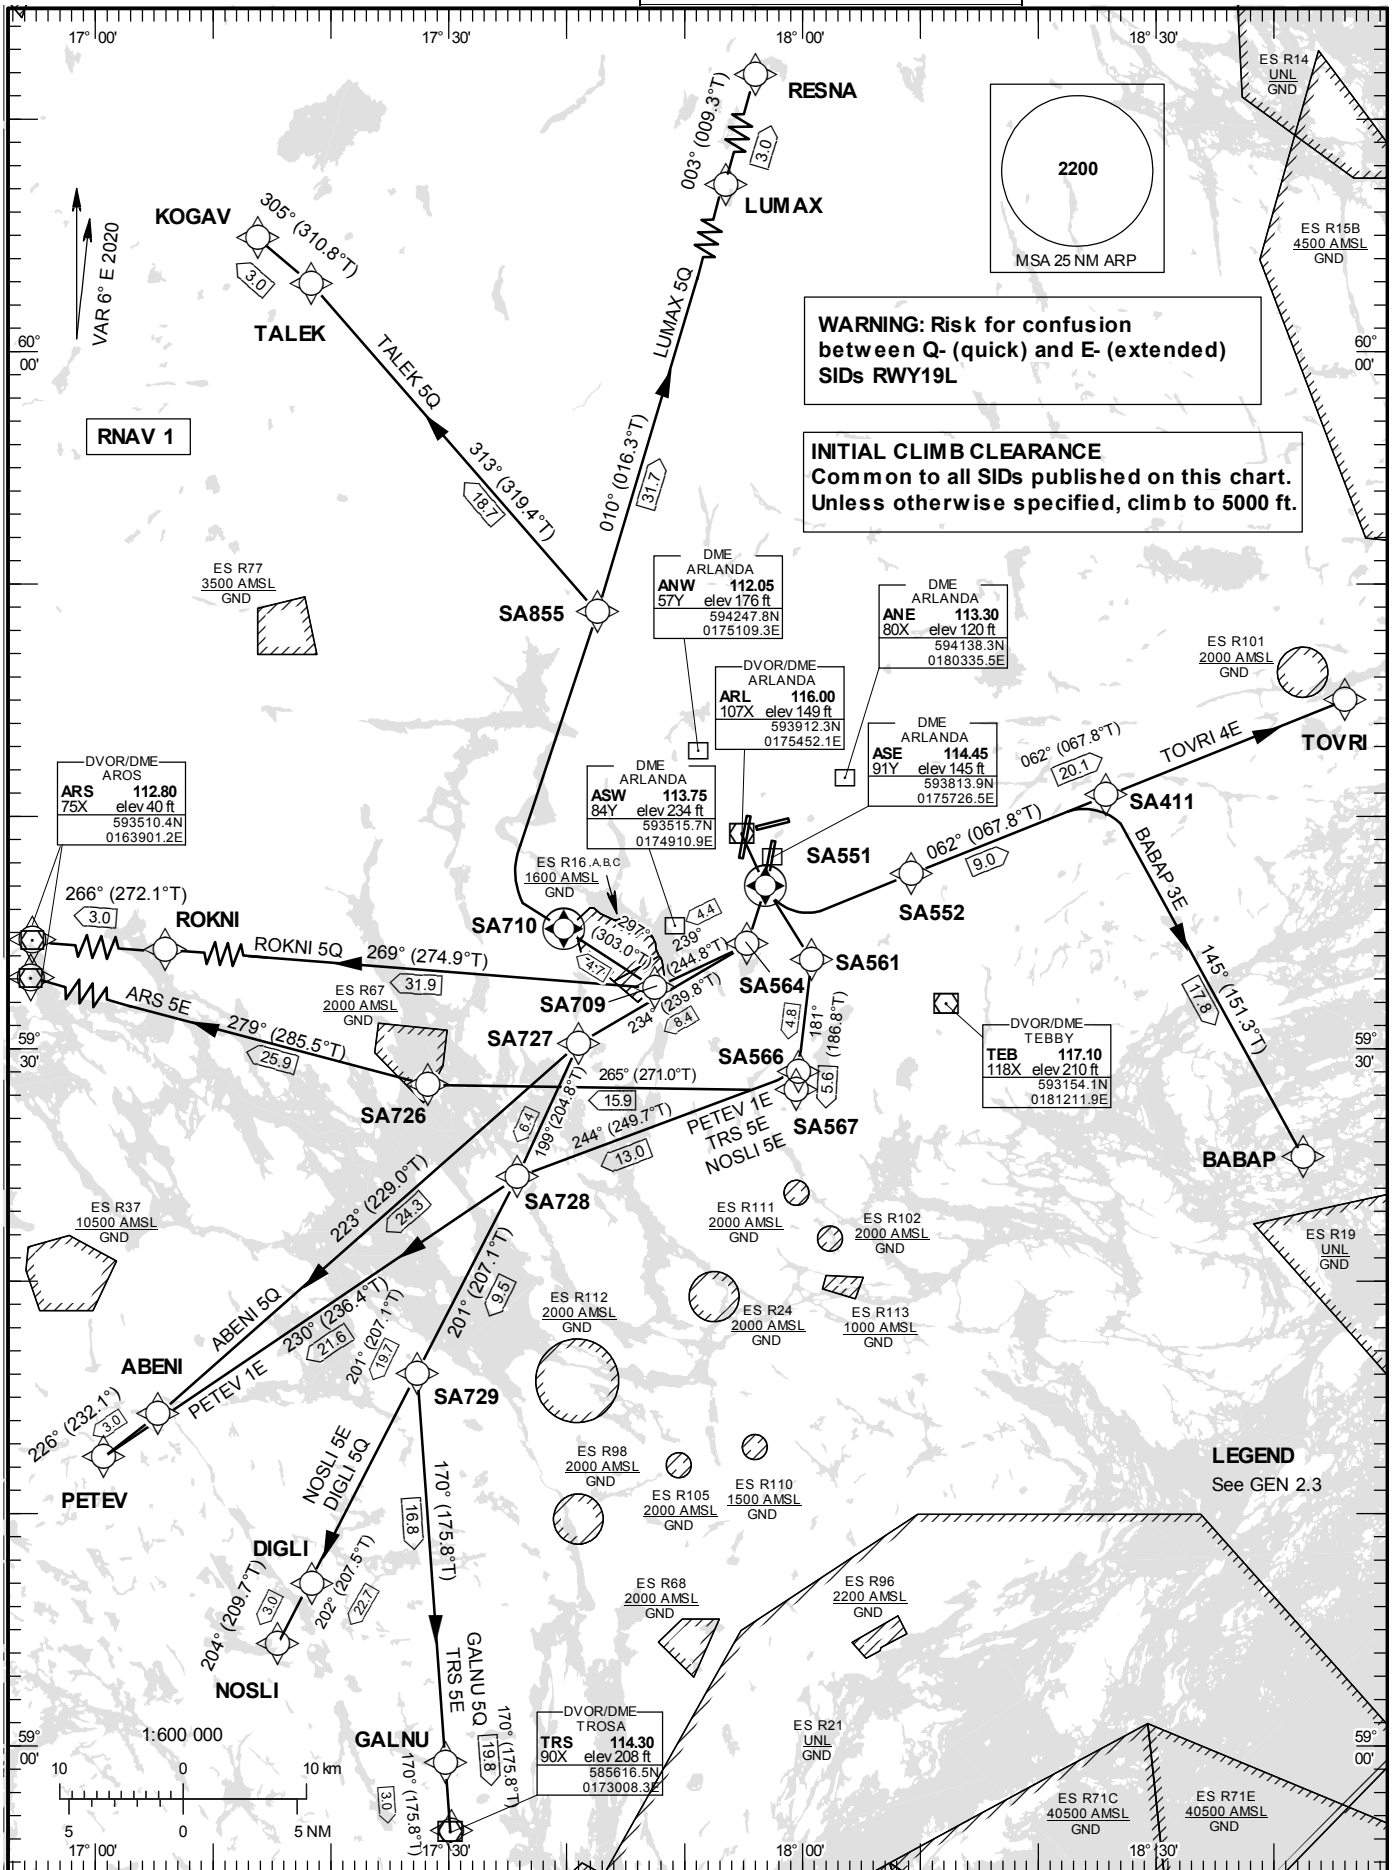 17° 00'
17° 30'
18° 00'
18° 30'
ES R14
UNL
GND
RESNA
003° (009.3°T)
3.0
2200
MSA 25 NM ARP
LUMAX
KOGAV
305° (310.8°T)
3.0
TALEK
VAR 6° E 2020
ES R15B
4500 AMSL
GND
WARNING: Risk for confusion
between Q- (quick) and E- (extended)
SIDs RWY19L
60°
00'
60°
00'
LUMAX 5Q
TALEK 5Q
RNAV 1
INITIAL CLIMB CLEARANCE
Common to all SIDs published on this chart.
Unless otherwise specified, climb to 5000 ft.
313° (319.4°T)
18.7
010° (016.3°T)
31.7
ES R77
3500 AMSL
GND
SA855
DME
ARLANDA
ANW 112.05
57Y elev 176 ft
594247.8N
0175109.3E
DME
ARLANDA
ANE 113.30
80X elev 120 ft
594138.3N
0180335.5E
ES R101
2000 AMSL
GND
DVOR/DME
ARLANDA
ARL 116.00
107X elev 149 ft
593912.3N
0175452.1E
DME
ARLANDA
ASE 114.45
91Y elev 145 ft
593813.9N
0175726.5E
062° (067.8°T)
20.1
TOVRI 4E
TOVRI
DVOR/DME
AROS
ARS 112.80
75X elev 40 ft
593510.4N
0163901.2E
DME
ARLANDA
ASW 113.75
84Y elev 234 ft
593515.7N
0174910.9E
SA411
SA551
062° (067.8°T)
9.0
BABAP 3E
ES R16 .A,B,C
1600 AMSL
GND
SA552
266° (272.1°T)
3.0
ROKNI
SA710
297°
(303.0°T)
4.7
239°
(244.8°T)
4.4
ROKNI 5Q
269° (274.9°T)
31.9
SA561
SA564
SA709
234° (239.8°T)
8.4
145° (151.3°T)
17.8
ARS 5E
279° (285.5°T)
25.9
ES R67
2000 AMSL
GND
SA727
181° (186.8°T)
4.8
5.6
DVOR/DME
TEBBY
TEB 117.10
118X elev 210 ft
593154.1N
0181211.9E
59°
30'
59°
30'
SA566
265° (271.0°T)
15.9
SA726
SA567
199° (204.8°T)
6.4
244° (249.7°T)
13.0
PETEV 1E
TRS 5E
NOSLI 5E
BABAP
SA728
ES R37
10500 AMSL
GND
223° (229.0°T)
24.3
ES R111
2000 AMSL
GND
ES R102
2000 AMSL
GND
ES R19
UNL
GND
201° (207.1°T)
9.5
ES R112
2000 AMSL
GND
ES R24
2000 AMSL
GND
ES R113
1000 AMSL
GND
ABENI 5Q
230° (236.4°T)
21.6
201° (207.1°T)
19.7
ABENI
PETEV 1E
SA729
226° (232.1°)
3.0
PETEV
NOSLI 5E
DIGLI 5Q
170° (175.8°T)
16.8
ES R98
2000 AMSL
GND
ES R105
2000 AMSL
GND
ES R110
1500 AMSL
GND
LEGEND
See GEN 2.3
DIGLI
204° (209.7°T)
3.0
202° (207.5°T)
22.7
NOSLI
ES R68
2000 AMSL
GND
ES R96
2200 AMSL
GND
GALNU 5Q
TRS 5E
170° (175.8°T)
19.8
GALNU
170° (175.8°T)
3.0
DVOR/DME
TROSA
TRS 114.30
90X elev 208 ft
585616.5N
0173008.3E
ES R21
UNL
GND
59°
00'
59°
00'
1:600 000
10 0 10 km
5 0 5 NM
ES R71C
40500 AMSL
GND
ES R71E
40500 AMSL
GND
17° 00'
17° 30'
18° 00'
18° 30'